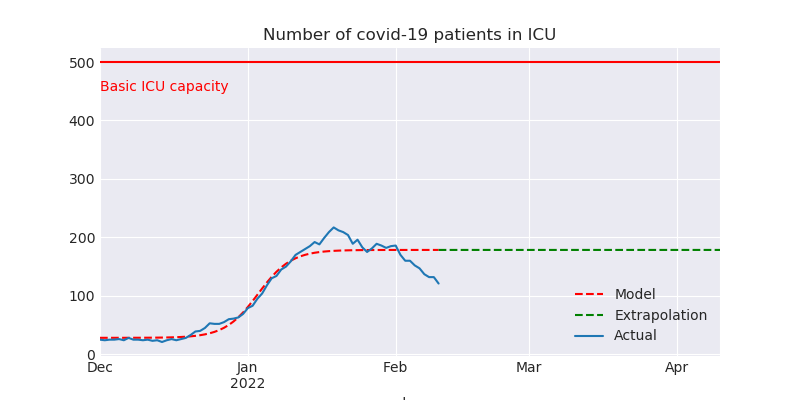 Number of covid-19 patients in ICU
500
Basic ICU capacity
400
300
200
100
0
Model
Extrapolation
Actual
Dec
Jan
2022
Feb
Mar
Apr